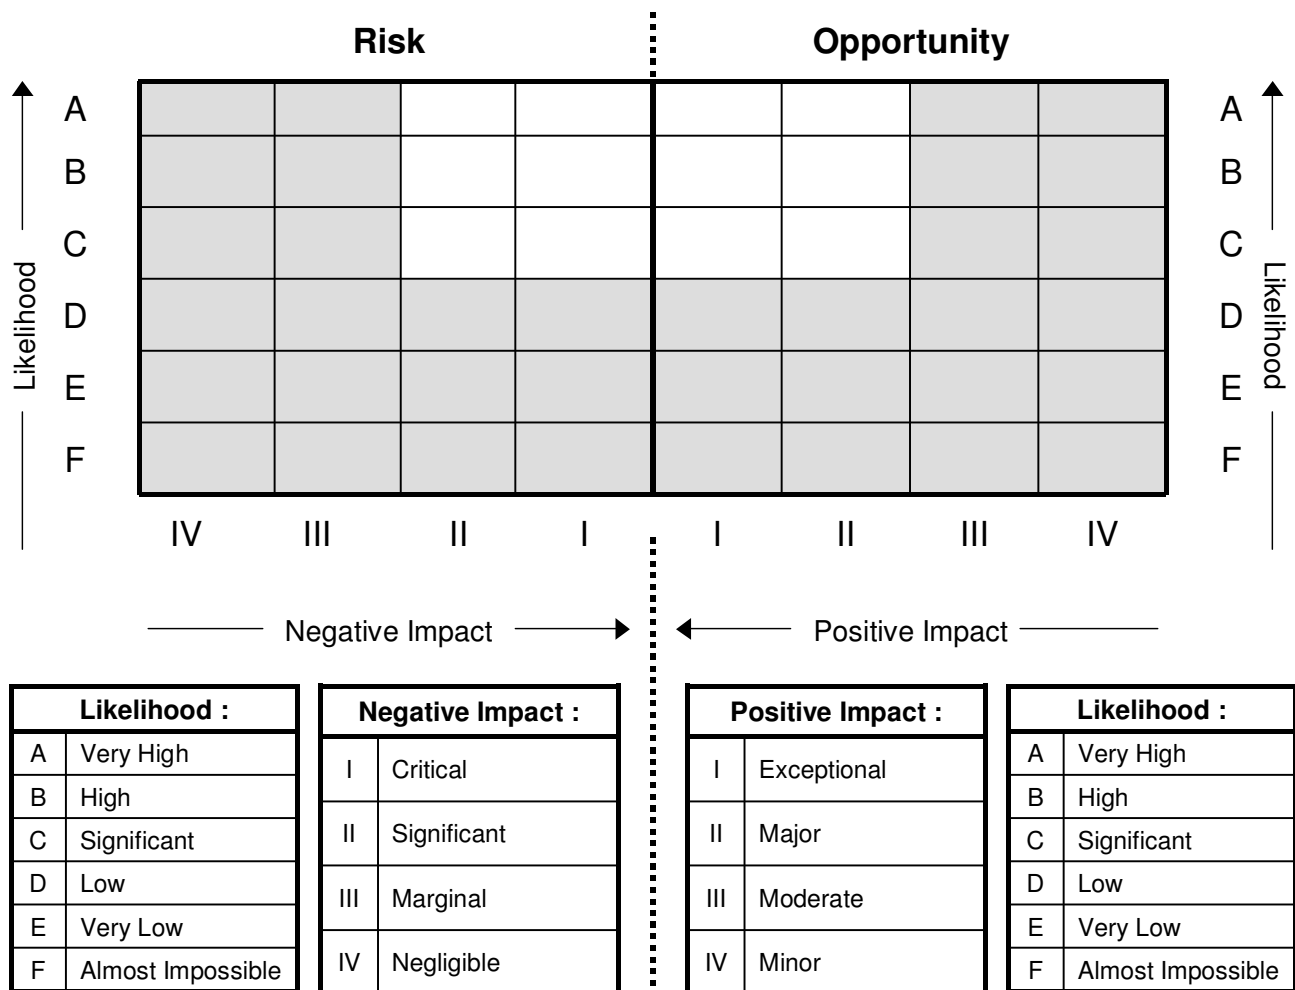 Risk Opportunity
A A
B B
C C
D D
E E
F F
Likelihood Likelihood
IV III II I I II III IV
Negative Impact Positive Impact
Likelihood :
A Very High
B High
C Significant
D Low
E Very Low
F Almost Impossible
Negative Impact :
I Critical
II Significant
III Marginal
IV Negligible
Positive Impact :
I Exceptional
II Major
III Moderate
IV Minor
Likelihood :
A Very High
B High
C Significant
D Low
E Very Low
F Almost Impossible